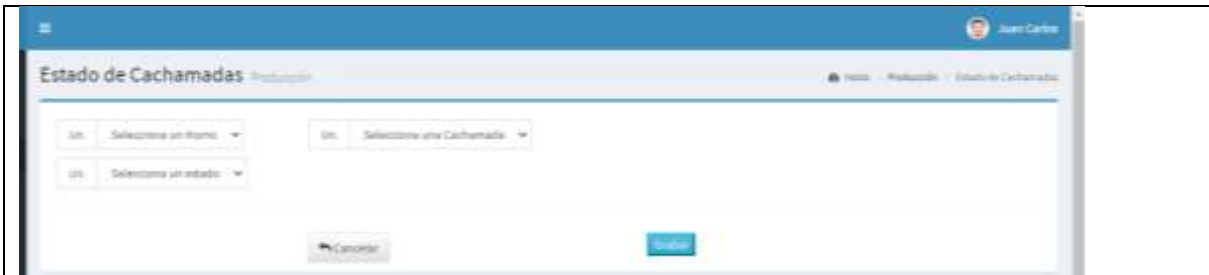 Juan Carlos
Estado de Cachamadas Producción
Inicio Producción Estado de Cachamadas
Un. Selecciona un Horno Un. Selecciona una Cachamada
Un. Selecciona un estado
Cancelar Grabar